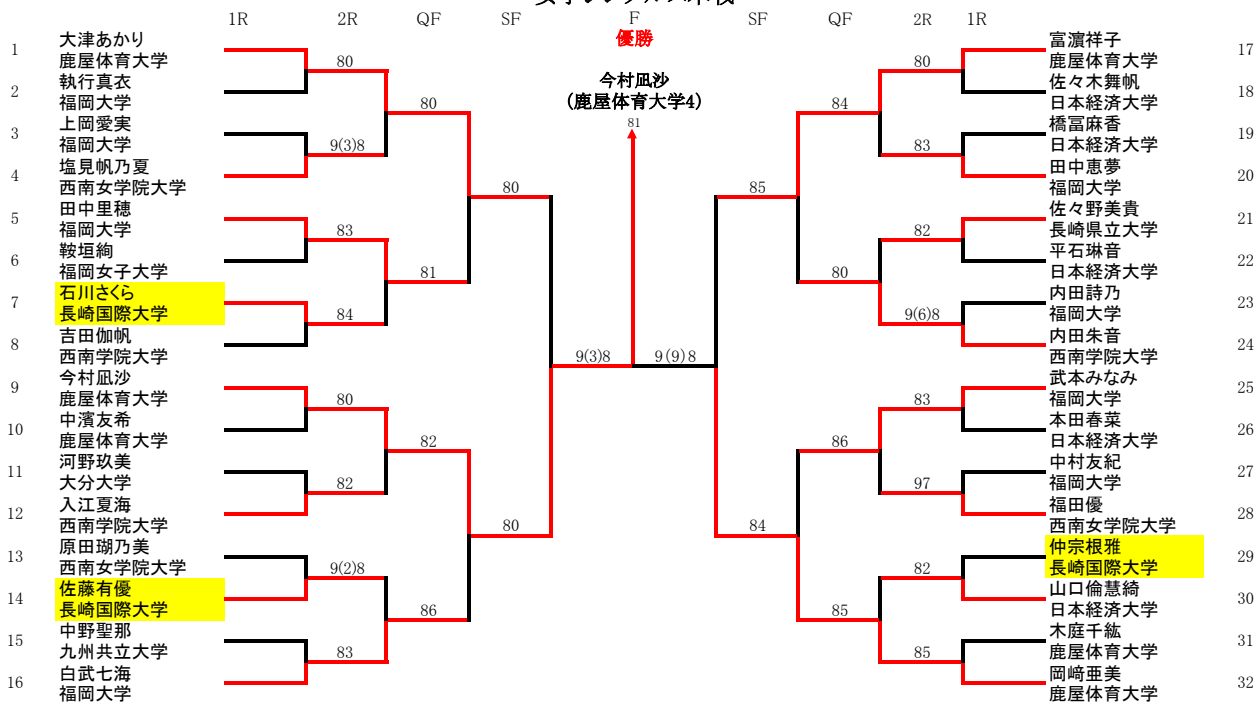 1R 2R QF SF F SF QF 2R 1R
優勝
今村凪沙
(鹿屋体育大学4)
81
1 大津あかり
鹿屋体育大学
2 執行真衣
福岡大学
3 上岡愛実
福岡大学
4 塩見帆乃夏
西南女学院大学
5 田中里穂
福岡大学
6 鞍垣絢
福岡女子大学
7 石川さくら
長崎国際大学
8 吉田伽帆
西南学院大学
9 今村凪沙
鹿屋体育大学
10 中濱友希
鹿屋体育大学
11 河野玖美
大分大学
12 入江夏海
西南学院大学
13 原田瑚乃美
西南女学院大学
14 佐藤有優
長崎国際大学
15 中野聖那
九州共立大学
16 白武七海
福岡大学
80
9(3)8
83
84
80
82
9(2)8
83
80
81
82
86
80
80
9(3)8
9(9)8
85
84
84
80
86
85
80
83
82
9(6)8
83
97
82
85
富濵祥子 17
鹿屋体育大学
佐々木舞帆 18
日本経済大学
橋冨麻香 19
日本経済大学
田中恵夢 20
福岡大学
佐々野美貴 21
長崎県立大学
平石琳音 22
日本経済大学
内田詩乃 23
福岡大学
内田朱音 24
西南学院大学
武本みなみ 25
福岡大学
本田春菜 26
日本経済大学
中村友紀 27
福岡大学
福田優 28
西南女学院大学
仲宗根雅 29
長崎国際大学
山口倫慧綺 30
日本経済大学
木庭千紘 31
鹿屋体育大学
岡﨑亜美 32
鹿屋体育大学